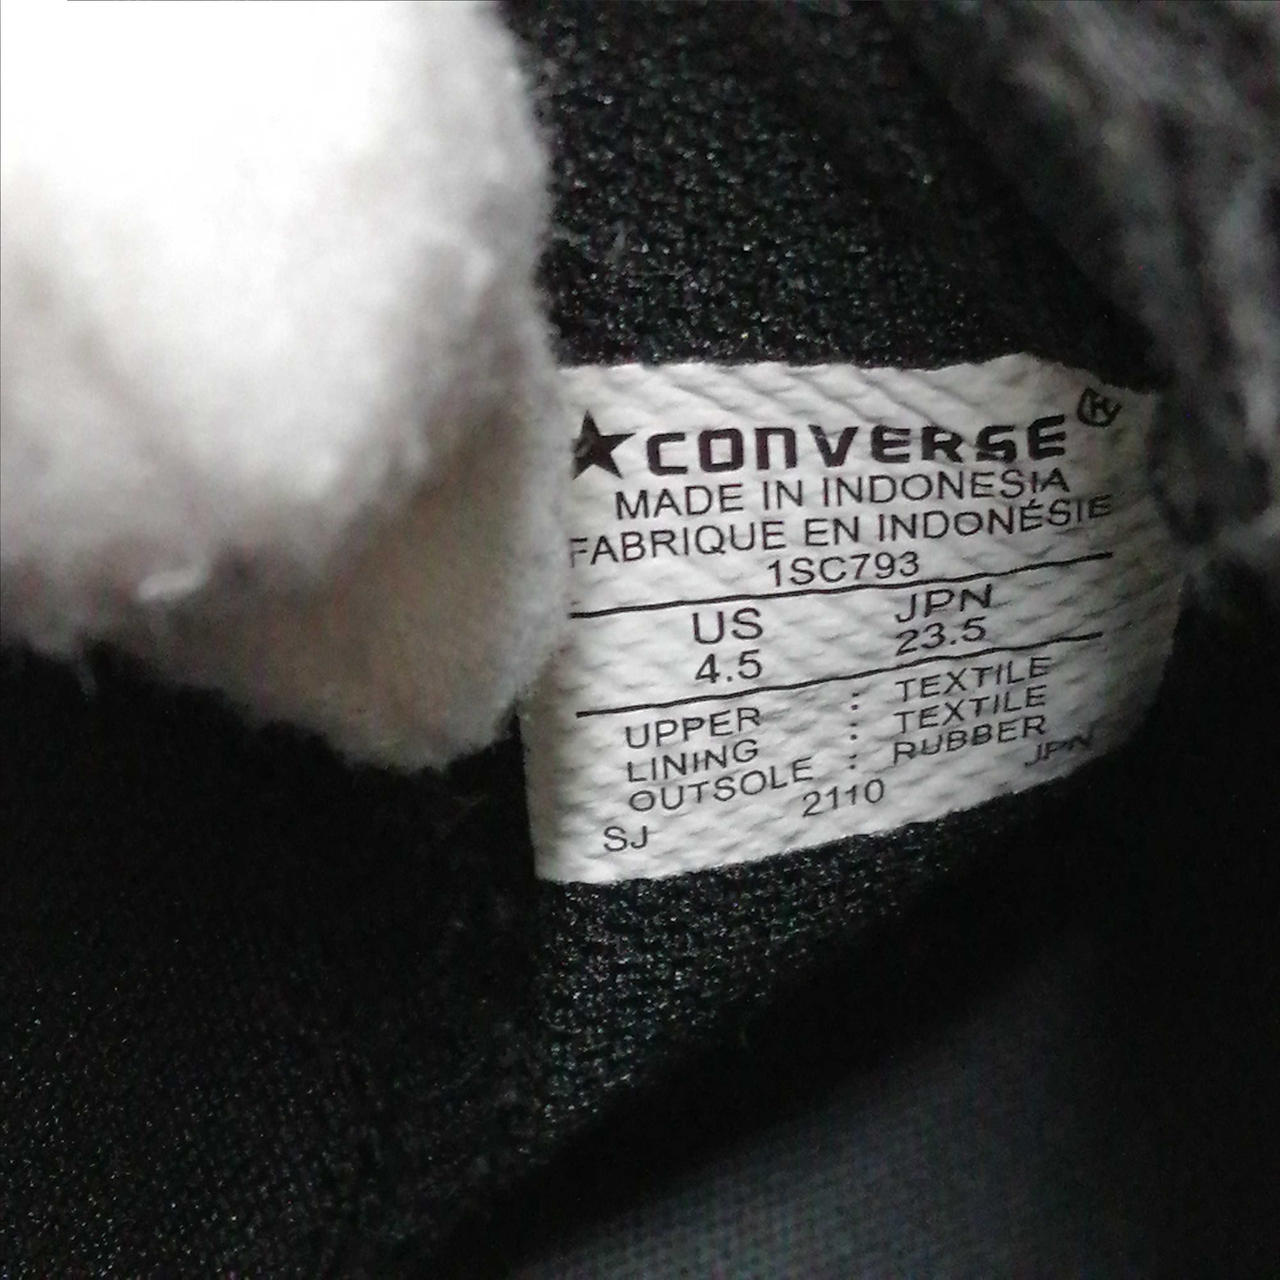 ★CONVERSE®
MADE IN INDONESIA
FABRIQUE EN INDONÉSIE
1SC793
US JPN
4.5 23.5
UPPER : TEXTILE
LINING : TEXTILE
OUTSOLE : RUBBER
SJ 2110 JPN